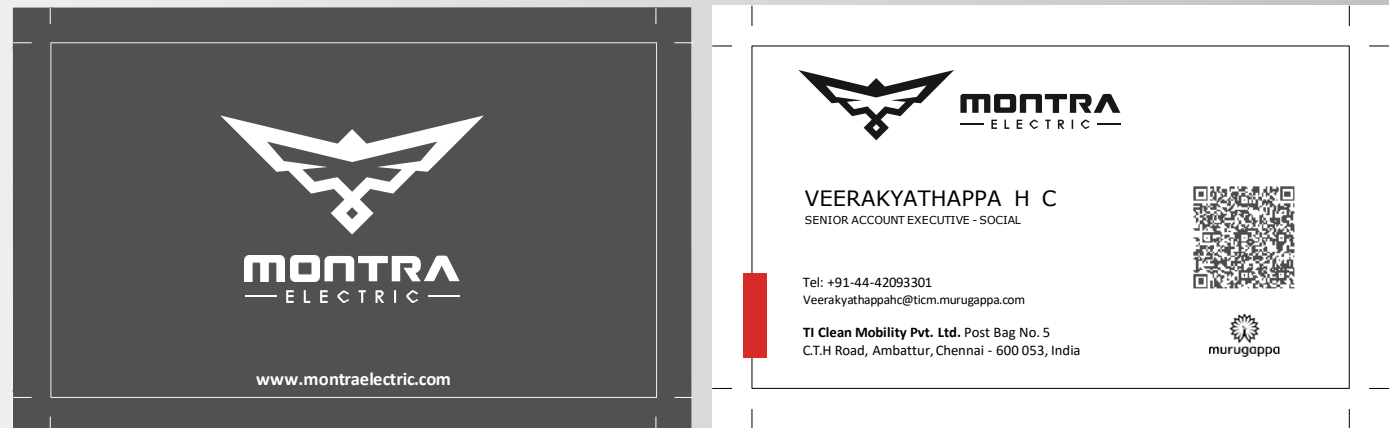 MONTRA
ELECTRIC
www.montraelectric.com
MONTRA
ELECTRIC
VEERAKYATHAPPA H C
SENIOR ACCOUNT EXECUTIVE - SOCIAL
Tel: +91-44-42093301
Veerakyathappahc@ticm.murugappa.com
TI Clean Mobility Pvt. Ltd. Post Bag No. 5
C.T.H Road, Ambattur, Chennai - 600 053, India
murugappa